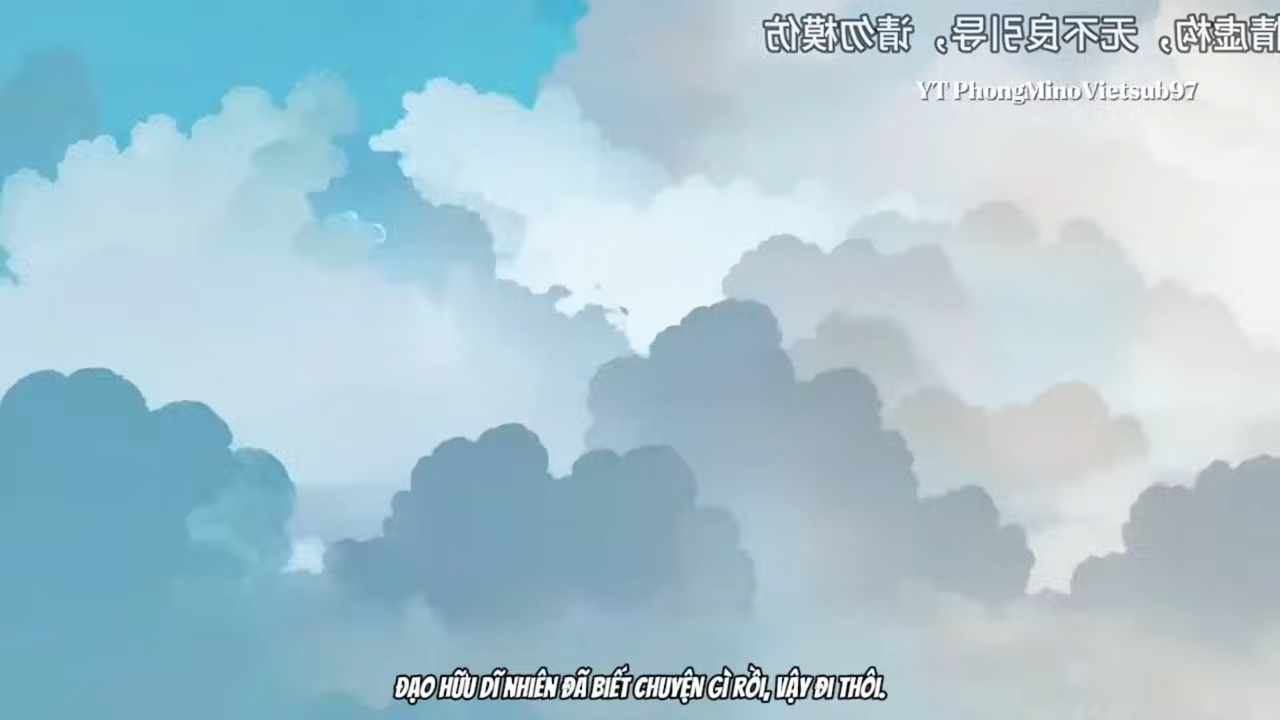 情虚构，无不良引导，请勿模仿
YT PhongMinoVietsub97
ĐẠO HỮU DĨ NHIÊN ĐÃ BIẾT CHUYỆN GÌ RỒI, VẬY ĐI THÔI.